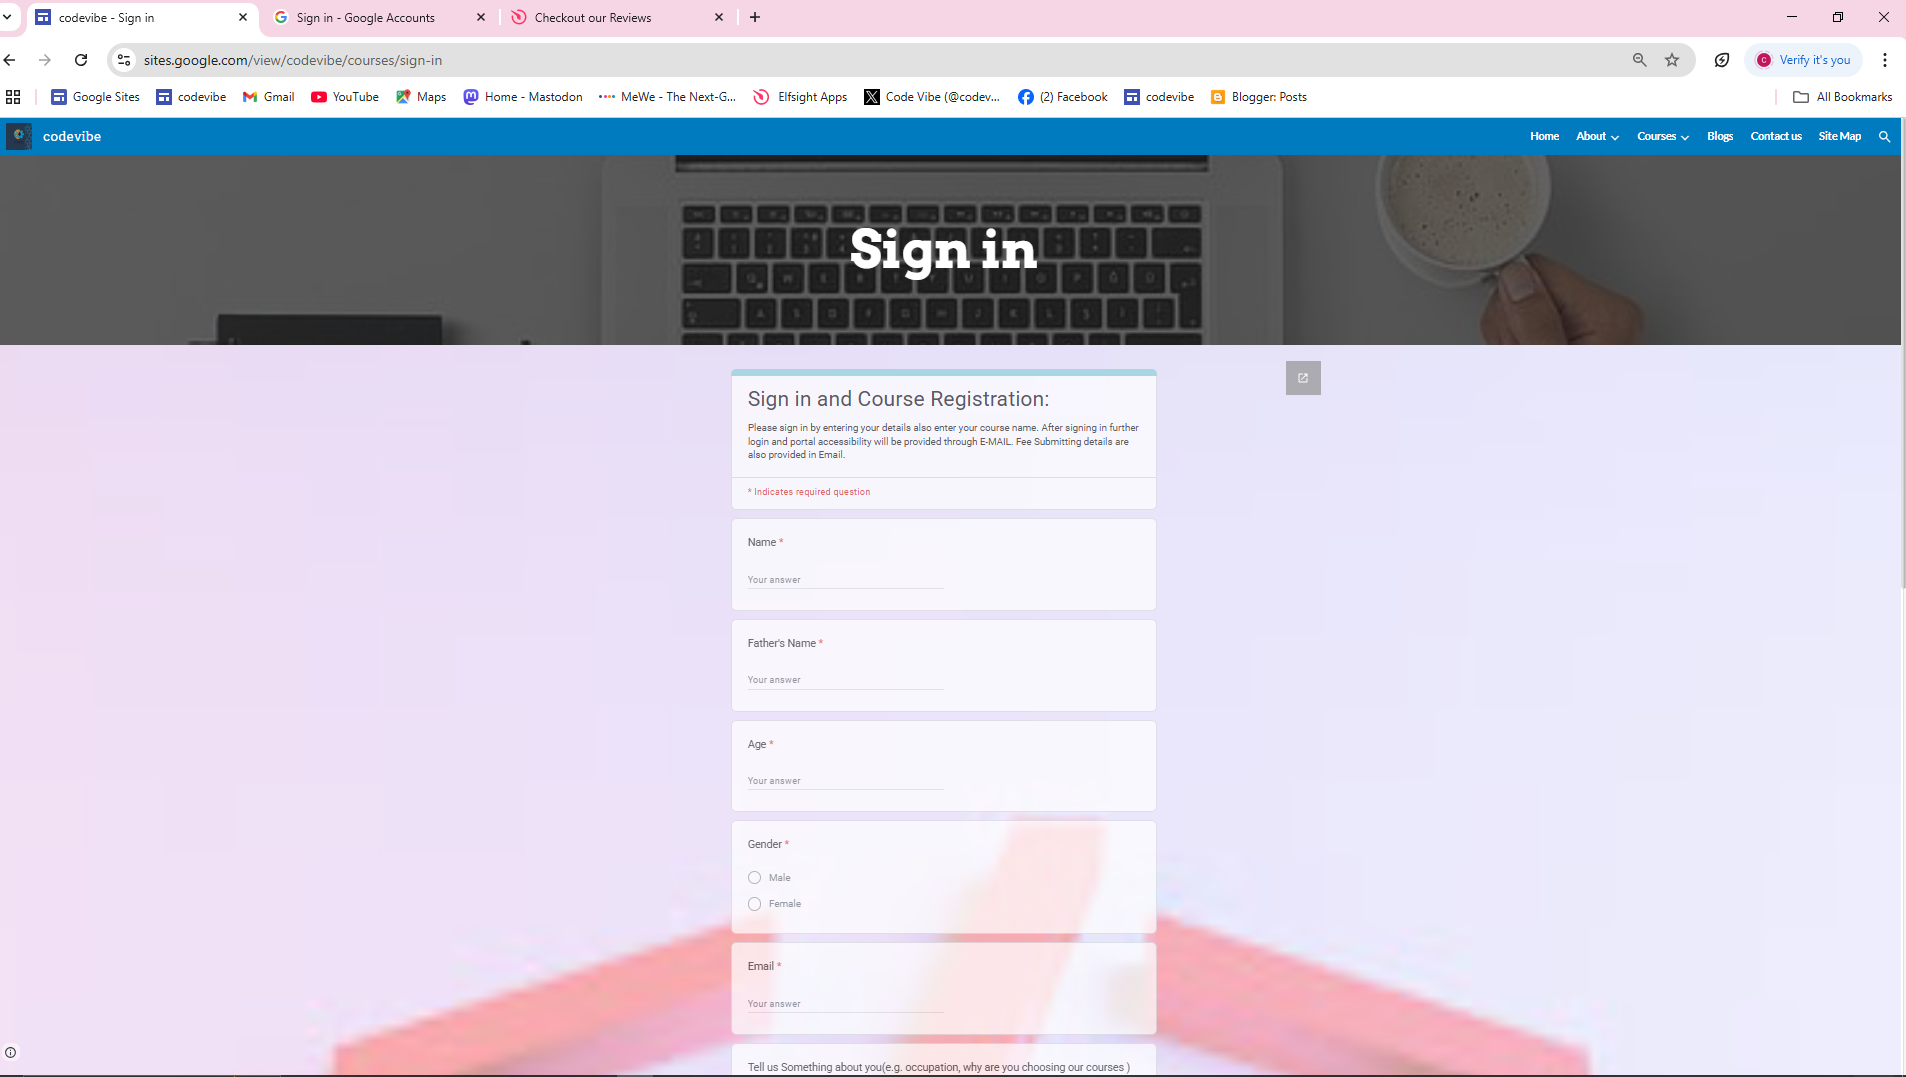 codevibe - Sign in
Sign in - Google Accounts
Checkout our Reviews
sites.google.com/view/codevibe/courses/sign-in
Verify it's you
Google Sites
codevibe
Gmail
YouTube
Maps
Home - Mastodon
MeWe - The Next-G...
Elfsight Apps
Code Vibe (@codev...
(2) Facebook
codevibe
Blogger: Posts
All Bookmarks
codevibe
Home
About
Courses
Blogs
Contact us
Site Map
Sign in
Sign in and Course Registration:
Please sign in by entering your details also enter your course name. After signing in further
login and portal accessibility will be provided through E-MAIL. Fee Submitting details are
also provided in Email.
* Indicates required question
Name *
Your answer
Father's Name *
Your answer
Age *
Your answer
Gender *
Male
Female
Email *
Your answer
Tell us Something about you(e.g. occupation, why are you choosing our courses )